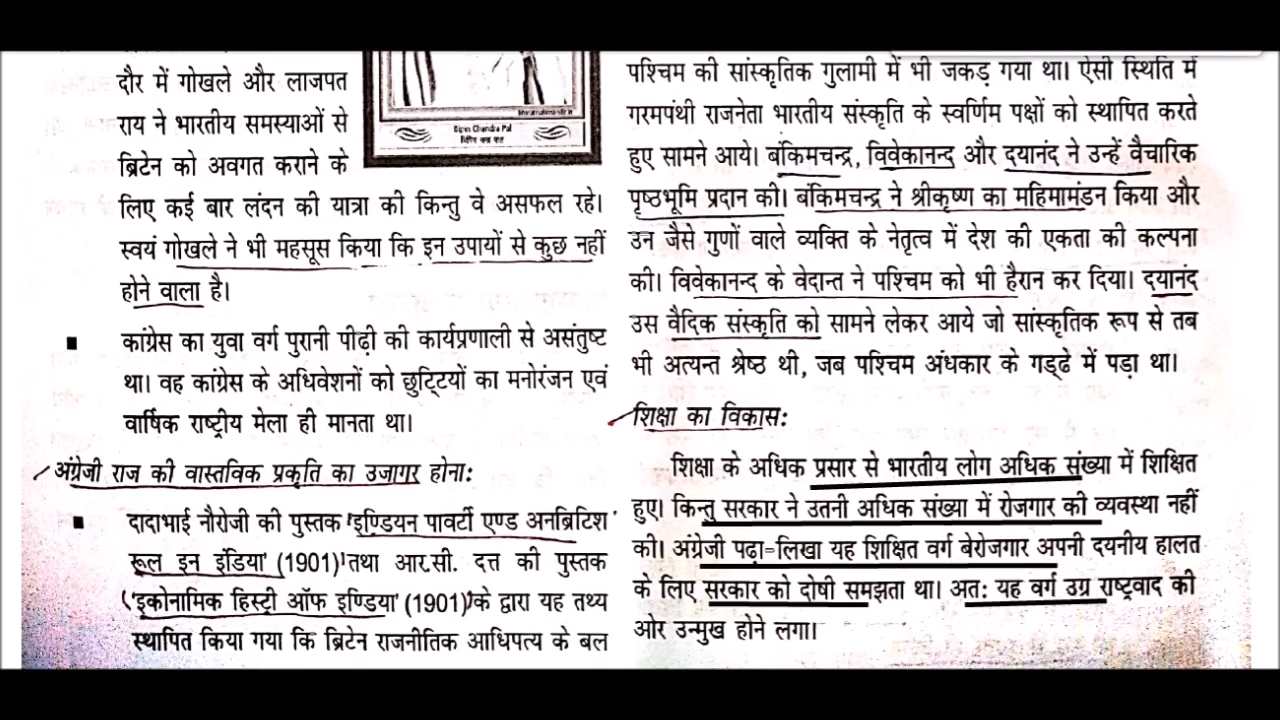 दौर में गोखले और लाजपत
राय ने भारतीय समस्याओं से
ब्रिटेन को अवगत कराने के
लिए कई बार लंदन की यात्रा की किन्तु वे असफल रहे।
स्वयं गोखले ने भी महसूस किया कि इन उपायों से कुछ नहीं
होने वाला है।
Bipin Chandra Pal
बिपिन चन्द्र पाल
■ कांग्रेस का युवा वर्ग पुरानी पीढ़ी की कार्यप्रणाली से असंतुष्ट
था। वह कांग्रेस के अधिवेशनों को छुट्टियों का मनोरंजन एवं
वार्षिक राष्ट्रीय मेला ही मानता था।
अंग्रेजी राज की वास्तविक प्रकृति का उजागर होना:
■ दादाभाई नौरोजी की पुस्तक 'इण्डियन पावर्टी एण्ड अनब्रिटिश
रूल इन इंडिया' (1901) तथा आर.सी. दत्त की पुस्तक
'इकोनामिक हिस्ट्री ऑफ इण्डिया' (1901) के द्वारा यह तथ्य
स्थापित किया गया कि ब्रिटेन राजनीतिक आधिपत्य के बल
पश्चिम की सांस्कृतिक गुलामी में भी जकड़ गया था। ऐसी स्थिति में
गरमपंथी राजनेता भारतीय संस्कृति के स्वर्णिम पक्षों को स्थापित करते
हुए सामने आये। बंकिमचन्द्र, विवेकानन्द और दयानंद ने उन्हें वैचारिक
पृष्ठभूमि प्रदान की। बंकिमचन्द्र ने श्रीकृष्ण का महिमामंडन किया और
उन जैसे गुणों वाले व्यक्ति के नेतृत्व में देश की एकता की कल्पना
की। विवेकानन्द के वेदान्त ने पश्चिम को भी हैरान कर दिया। दयानंद
उस वैदिक संस्कृति को सामने लेकर आये जो सांस्कृतिक रूप से तब
भी अत्यन्त श्रेष्ठ थी, जब पश्चिम अंधकार के गड्ढे में पड़ा था।
शिक्षा का विकास:
शिक्षा के अधिक प्रसार से भारतीय लोग अधिक संख्या में शिक्षित
हुए। किन्तु सरकार ने उतनी अधिक संख्या में रोजगार की व्यवस्था नहीं
की। अंग्रेजी पढ़ा=लिखा यह शिक्षित वर्ग बेरोजगार अपनी दयनीय हालत
के लिए सरकार को दोषी समझता था। अत: यह वर्ग उग्र राष्ट्रवाद की
ओर उन्मुख होने लगा।